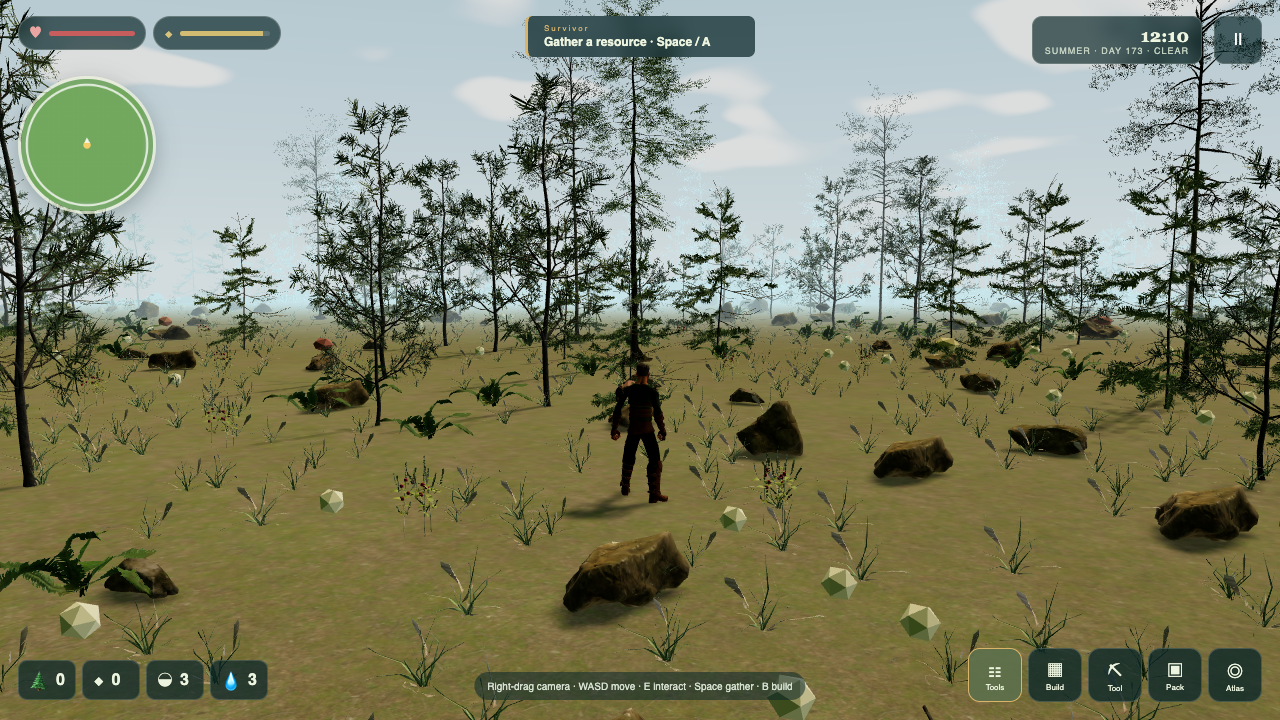 Survivor
Gather a resource · Space / A
12:10
SUMMER · DAY 173 · CLEAR
0
0
3
3
Right-drag camera · WASD move · E interact · Space gather · B build
Tools
Build
Tool
Pack
Atlas